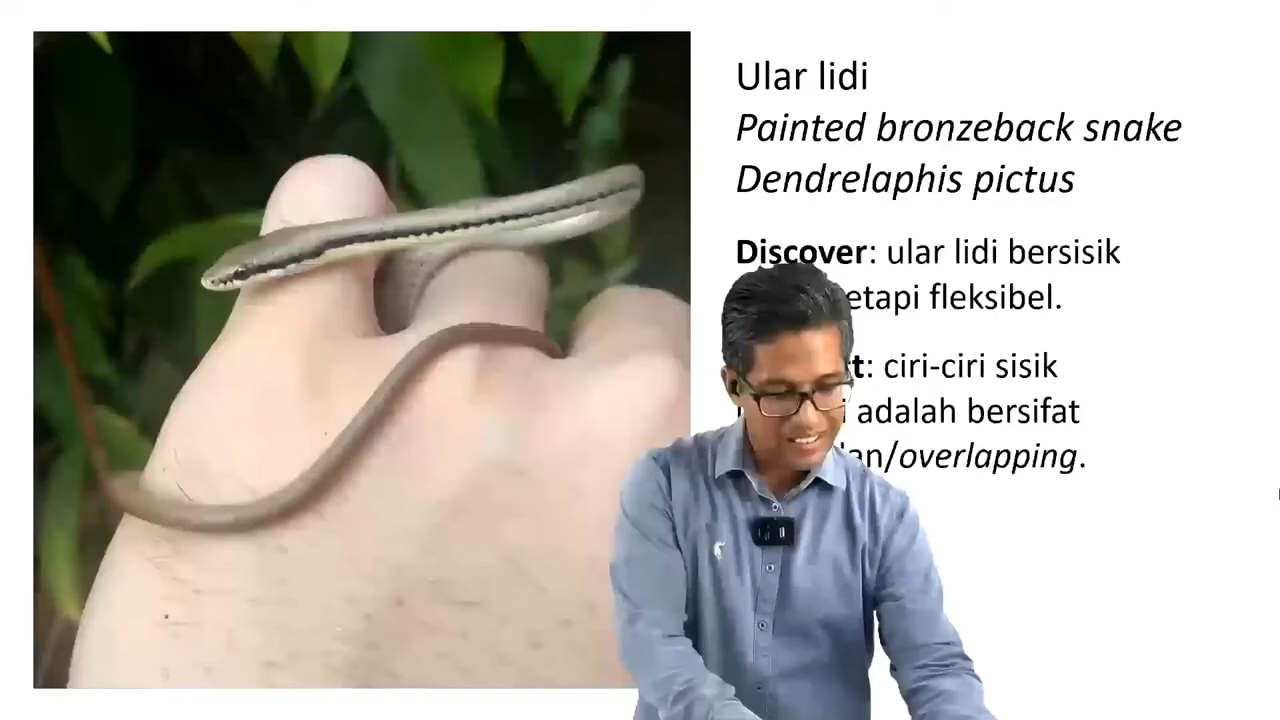 Ular lidi
Painted bronzeback snake
Dendrelaphis pictus
Discover: ular lidi bersisik
fleksibel.
: ciri-ciri sisik
adalah bersifat
/overlapping.